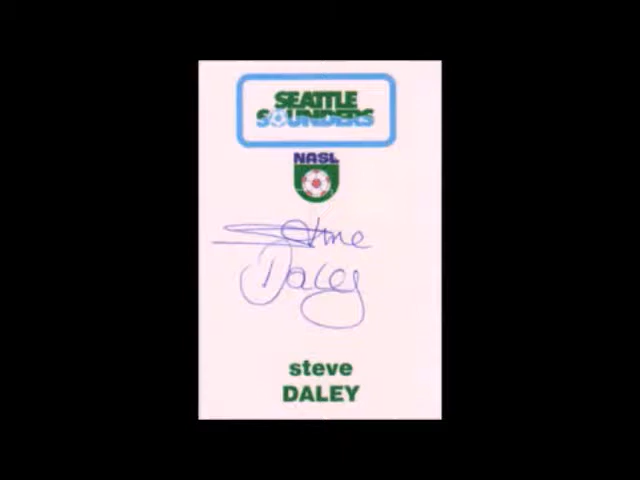 SEATTLE
SOUNDERS
NASL
Steve
Daley
steve
DALEY